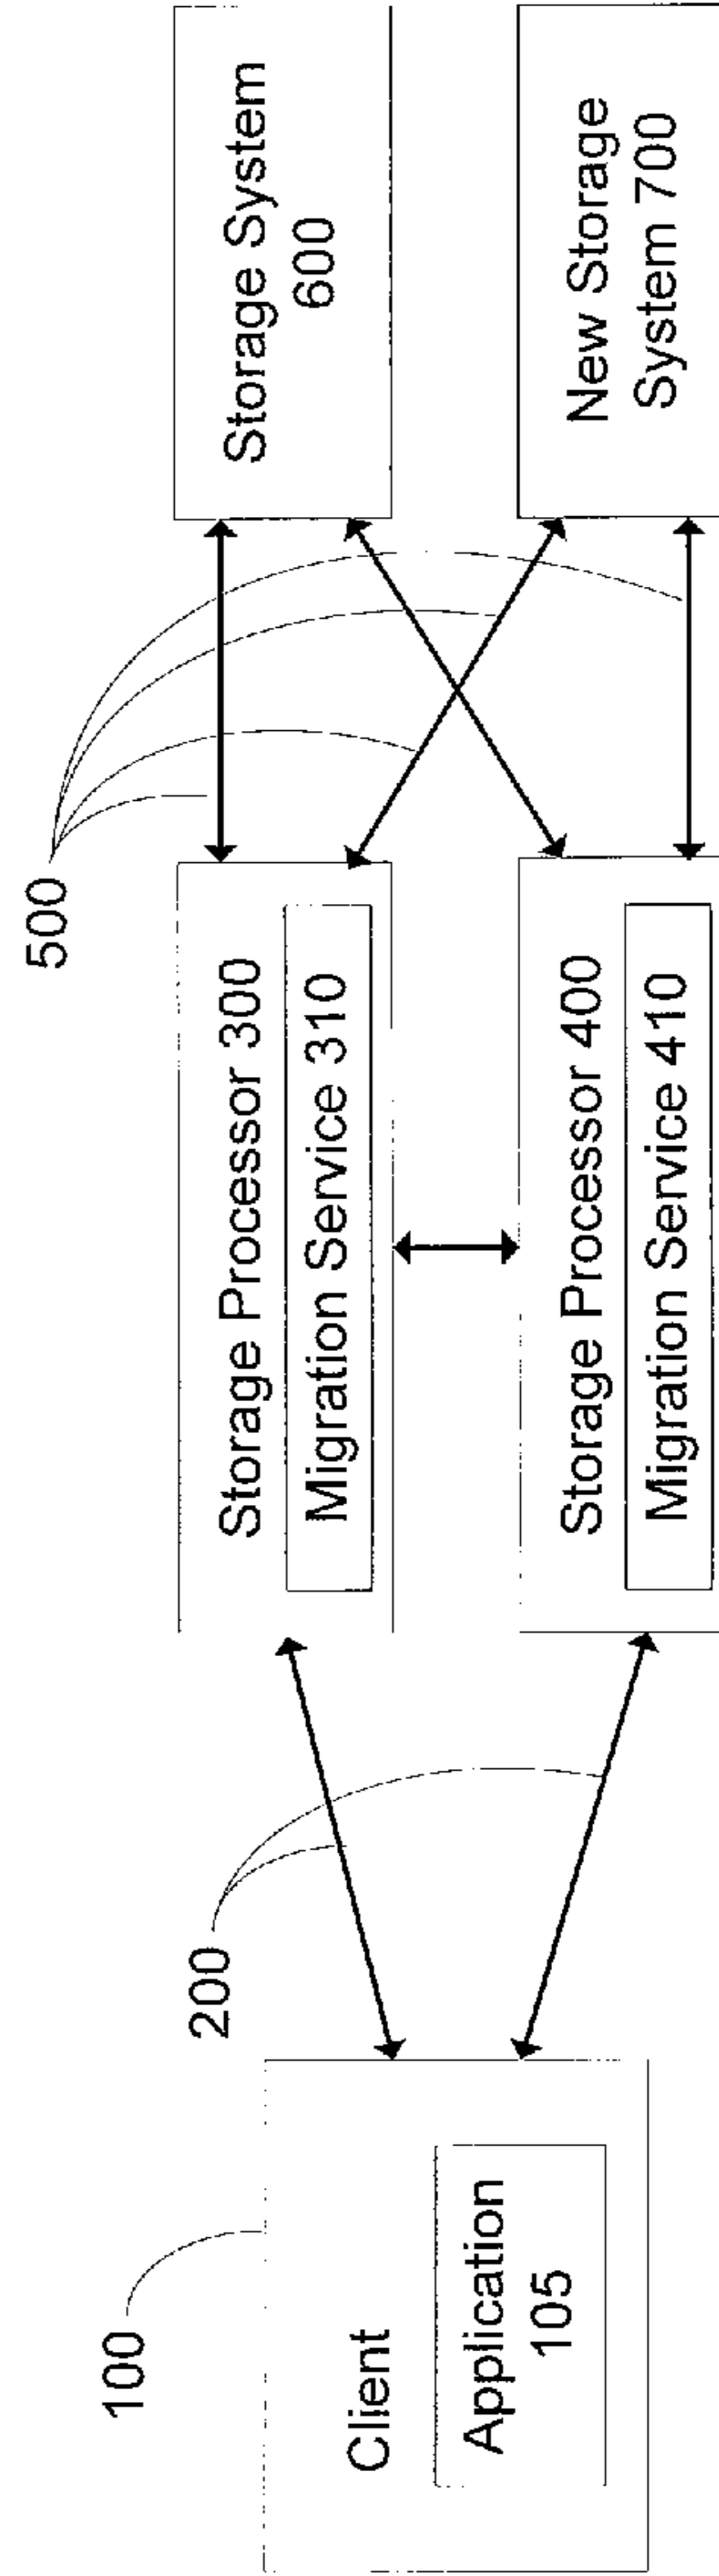 100
Client
Application
105
200
Storage Processor 300
Migration Service 310
Storage Processor 400
Migration Service 410
500
Storage System
600
New Storage
System 700